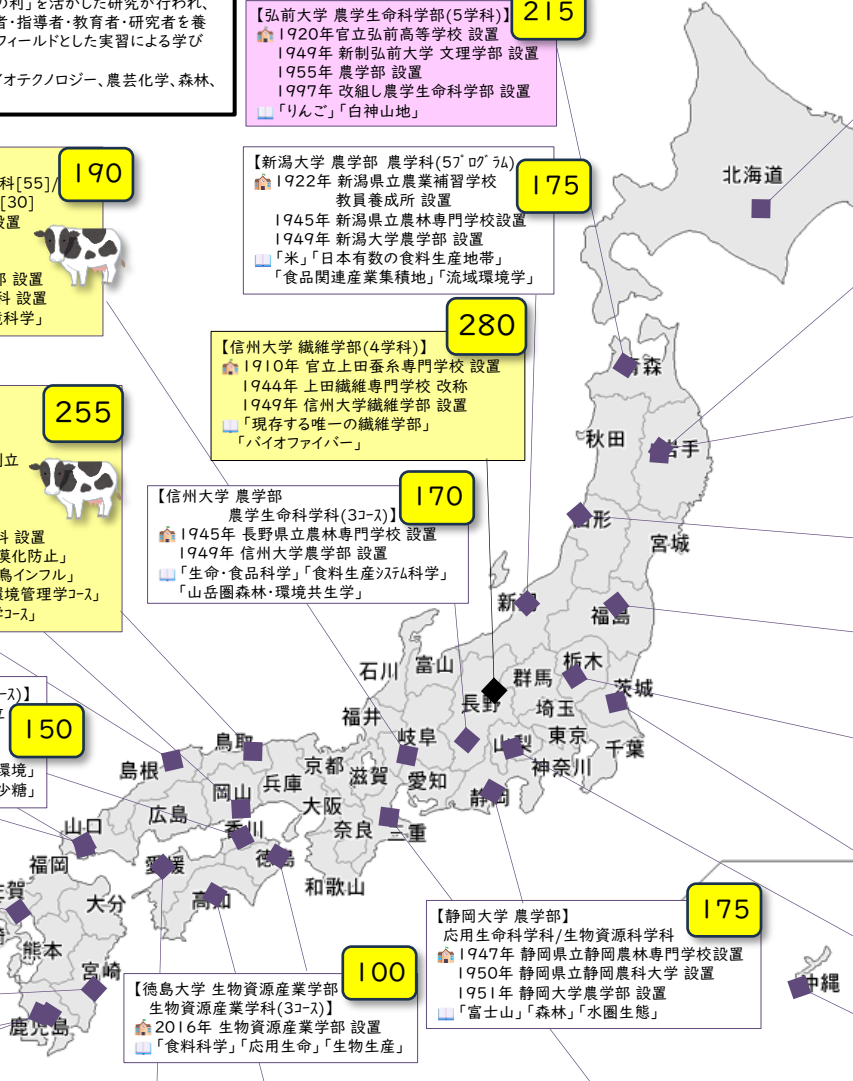 の利」を活かした研究が行われ、
者・指導者・教育者・研究者を養
フィールドとした実習による学び
イオテクノロジー、農芸化学、森林、
【弘前大学 農学生命科学部(5学科)】
215
1920年官立弘前高等学校 設置
1949年 新制弘前大学 文理学部 設置
1955年 農学部 設置
1997年 改組し農学生命科学部 設置
「りんご」「白神山地」
【新潟大学 農学部 農学科(5プログラム)
175
1922年 新潟県立農業補習学校
教員養成所 設置
1945年 新潟県立農林専門学校設置
1949年 新潟大学農学部 設置
「米」「日本有数の食料生産地帯」
「食品関連産業集積地」「流域環境学」
190
科[55]/
[30]
設置
部 設置
科 設置
境科学」
【信州大学 繊維学部(4学科)】
280
1910年 官立上田蚕糸専門学校 設置
1944年 上田繊維専門学校 改称
1949年 信州大学繊維学部 設置
「現存する唯一の繊維学部」
「バイオファイバー」
255
立
科 設置
漠化防止」
鳥インフル」
環境管理学コース」
学コース」
【信州大学 農学部
農学生命科学科(3コース)】
170
1945年 長野県立農林専門学校 設置
1949年 信州大学農学部 設置
「生命・食品科学」「食料生産システム科学」
「山岳圏森林・環境共生学」
ース)】
150
環境」
少糖」
北海道
青森
秋田
岩手
山形
宮城
新潟
福島
石川
富山
群馬
栃木
茨城
長野
埼玉
福井
岐阜
山梨
東京
千葉
鳥取
島根
京都
滋賀
愛知
静岡
神奈川
岡山
兵庫
広島
大阪
奈良
三重
山口
香川
福岡
愛媛
徳島
和歌山
佐賀
大分
高知
崎
熊本
宮崎
鹿児島
沖縄
【静岡大学 農学部】
175
応用生命科学科/生物資源科学科
1947年 静岡県立静岡農林専門学校設置
1950年 静岡県立静岡農科大学 設置
1951年 静岡大学農学部 設置
「富士山」「森林」「水圏生態」
【徳島大学 生物資源産業学部
100
生物資源産業学科(3コース)】
2016年 生物資源産業学部 設置
「食料科学」「応用生命」「生物生産」